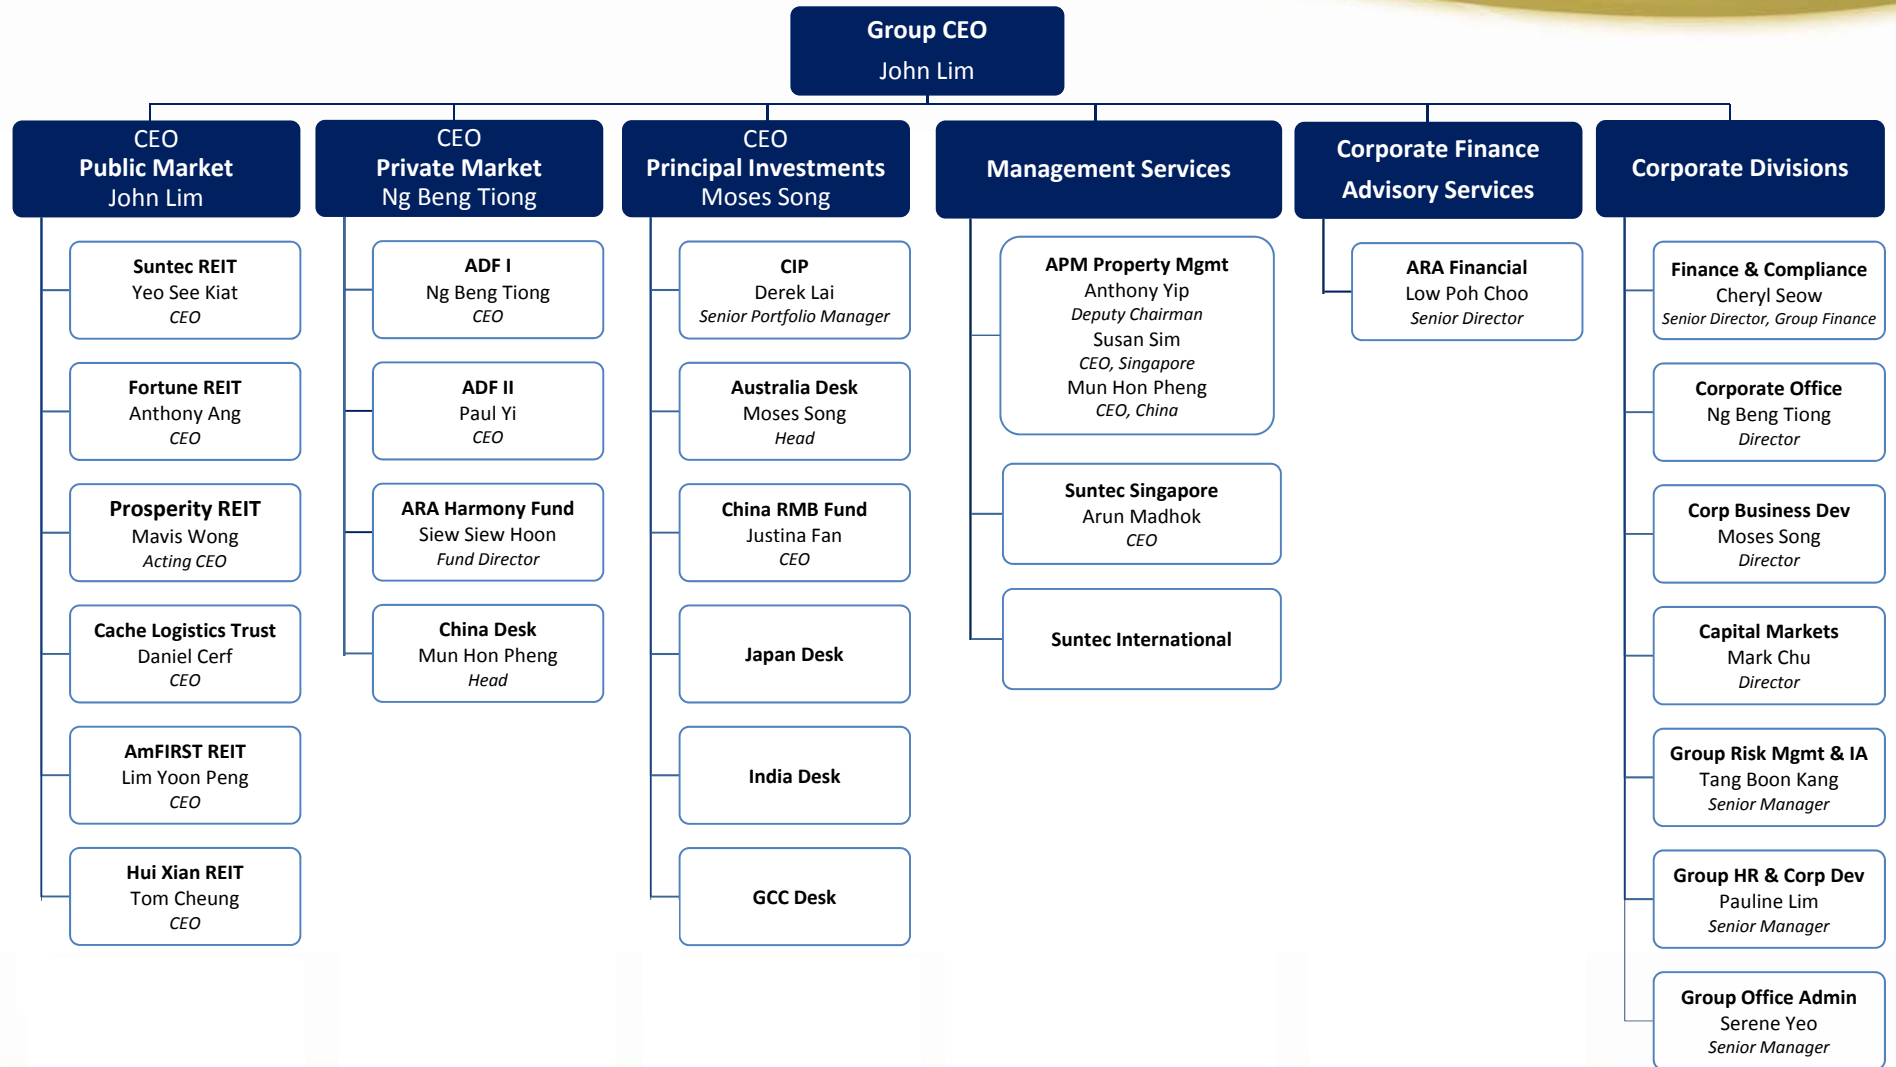 Group CEO
John Lim
CEO
Public Market
John Lim
Suntec REIT
Yeo See Kiat
CEO
Fortune REIT
Anthony Ang
CEO
Prosperity REIT
Mavis Wong
Acting CEO
Cache Logistics Trust
Daniel Cerf
CEO
AmFIRST REIT
Lim Yoon Peng
CEO
Hui Xian REIT
Tom Cheung
CEO
CEO
Private Market
Ng Beng Tiong
ADF I
Ng Beng Tiong
CEO
ADF II
Paul Yi
CEO
ARA Harmony Fund
Siew Siew Hoon
Fund Director
China Desk
Mun Hon Pheng
Head
CEO
Principal Investments
Moses Song
CIP
Derek Lai
Senior Portfolio Manager
Australia Desk
Moses Song
Head
China RMB Fund
Justina Fan
CEO
Japan Desk
India Desk
GCC Desk
Management Services
APM Property Mgmt
Anthony Yip
Deputy Chairman
Susan Sim
CEO, Singapore
Mun Hon Pheng
CEO, China
Suntec Singapore
Arun Madhok
CEO
Suntec International
Corporate Finance
Advisory Services
ARA Financial
Low Poh Choo
Senior Director
Corporate Divisions
Finance & Compliance
Cheryl Seow
Senior Director, Group Finance
Corporate Office
Ng Beng Tiong
Director
Corp Business Dev
Moses Song
Director
Capital Markets
Mark Chu
Director
Group Risk Mgmt & IA
Tang Boon Kang
Senior Manager
Group HR & Corp Dev
Pauline Lim
Senior Manager
Group Office Admin
Serene Yeo
Senior Manager